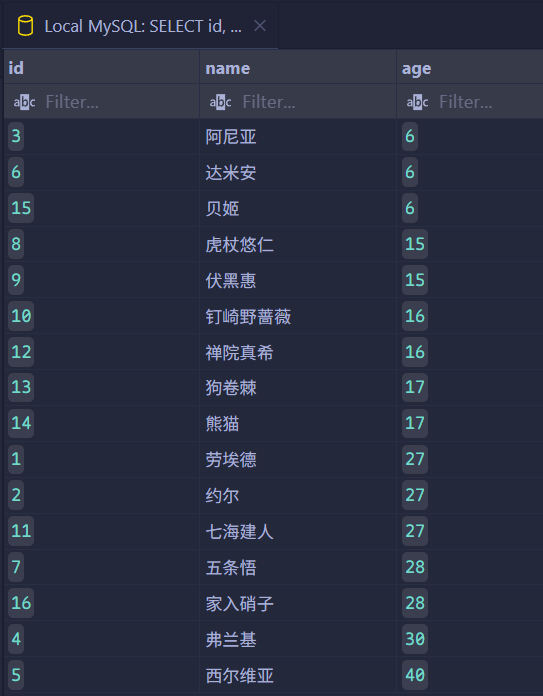 Local MySQL: SELECT id, ...
id name age
abc Filter... abc Filter... abc Filter...
3 阿尼亚 6
6 达米安 6
15 贝姬 6
8 虎杖悠仁 15
9 伏黑惠 15
10 钉崎野蔷薇 16
12 禅院真希 16
13 狗卷棘 17
14 熊猫 17
1 劳埃德 27
2 约尔 27
11 七海建人 27
7 五条悟 28
16 家入硝子 28
4 弗兰基 30
5 西尔维亚 40